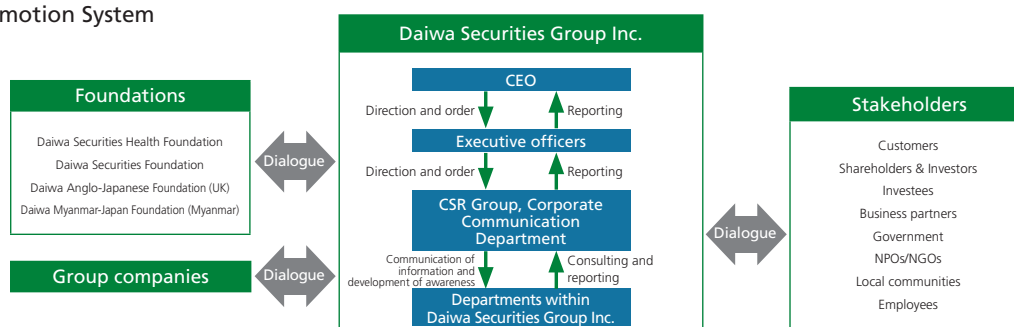 motion System
Foundations
Daiwa Securities Health Foundation
Daiwa Securities Foundation
Daiwa Anglo-Japanese Foundation (UK)
Daiwa Myanmar-Japan Foundation (Myanmar)
Group companies
Dialogue
Dialogue
Daiwa Securities Group Inc.
CEO
Direction and order
Reporting
Executive officers
Direction and order
Reporting
CSR Group, Corporate
Communication
Department
Communication of
information and
development of awareness
Consulting and
reporting
Departments within
Daiwa Securities Group Inc.
Dialogue
Stakeholders
Customers
Shareholders & Investors
Investees
Business partners
Government
NPOs/NGOs
Local communities
Employees